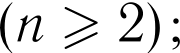 (n ⩾ 2);